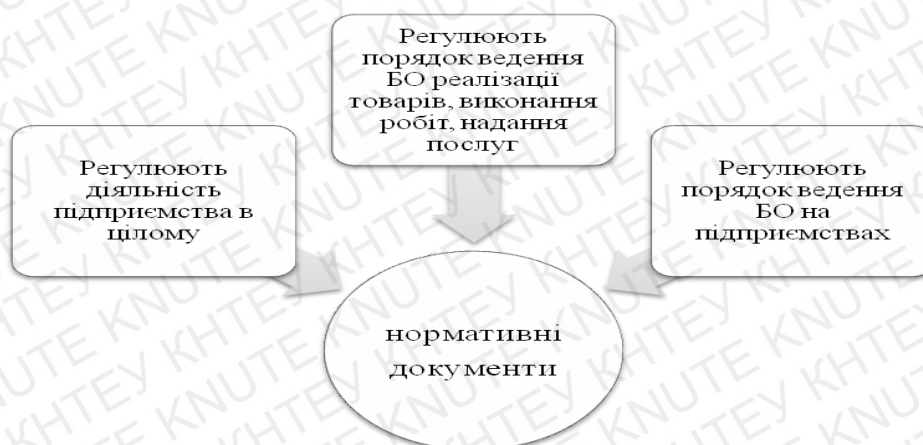 Регулюють
порядок ведення
БО реалізації
товарів, виконання
робіт, надання
послуг
Регулюють
діяльність
підприємства в
цілому
Регулюють
порядок ведення
БО на
підприємствах
нормативні
документи